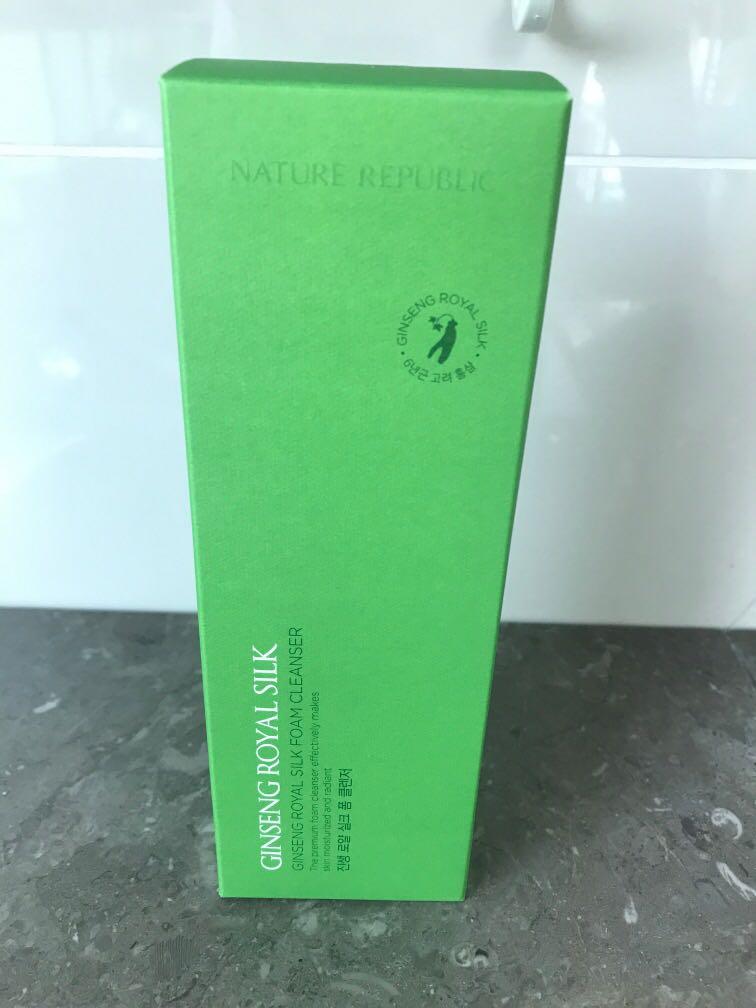 NATURE REPUBLIC
GINSENG ROYAL SILK
6년근 고려 홍삼
GINSENG ROYAL SILK
GINSENG ROYAL SILK FOAM CLEANSER
The premium foam cleanser effectively makes
skin moisturized and radiant
진생 로얄 실크 폼 클렌저